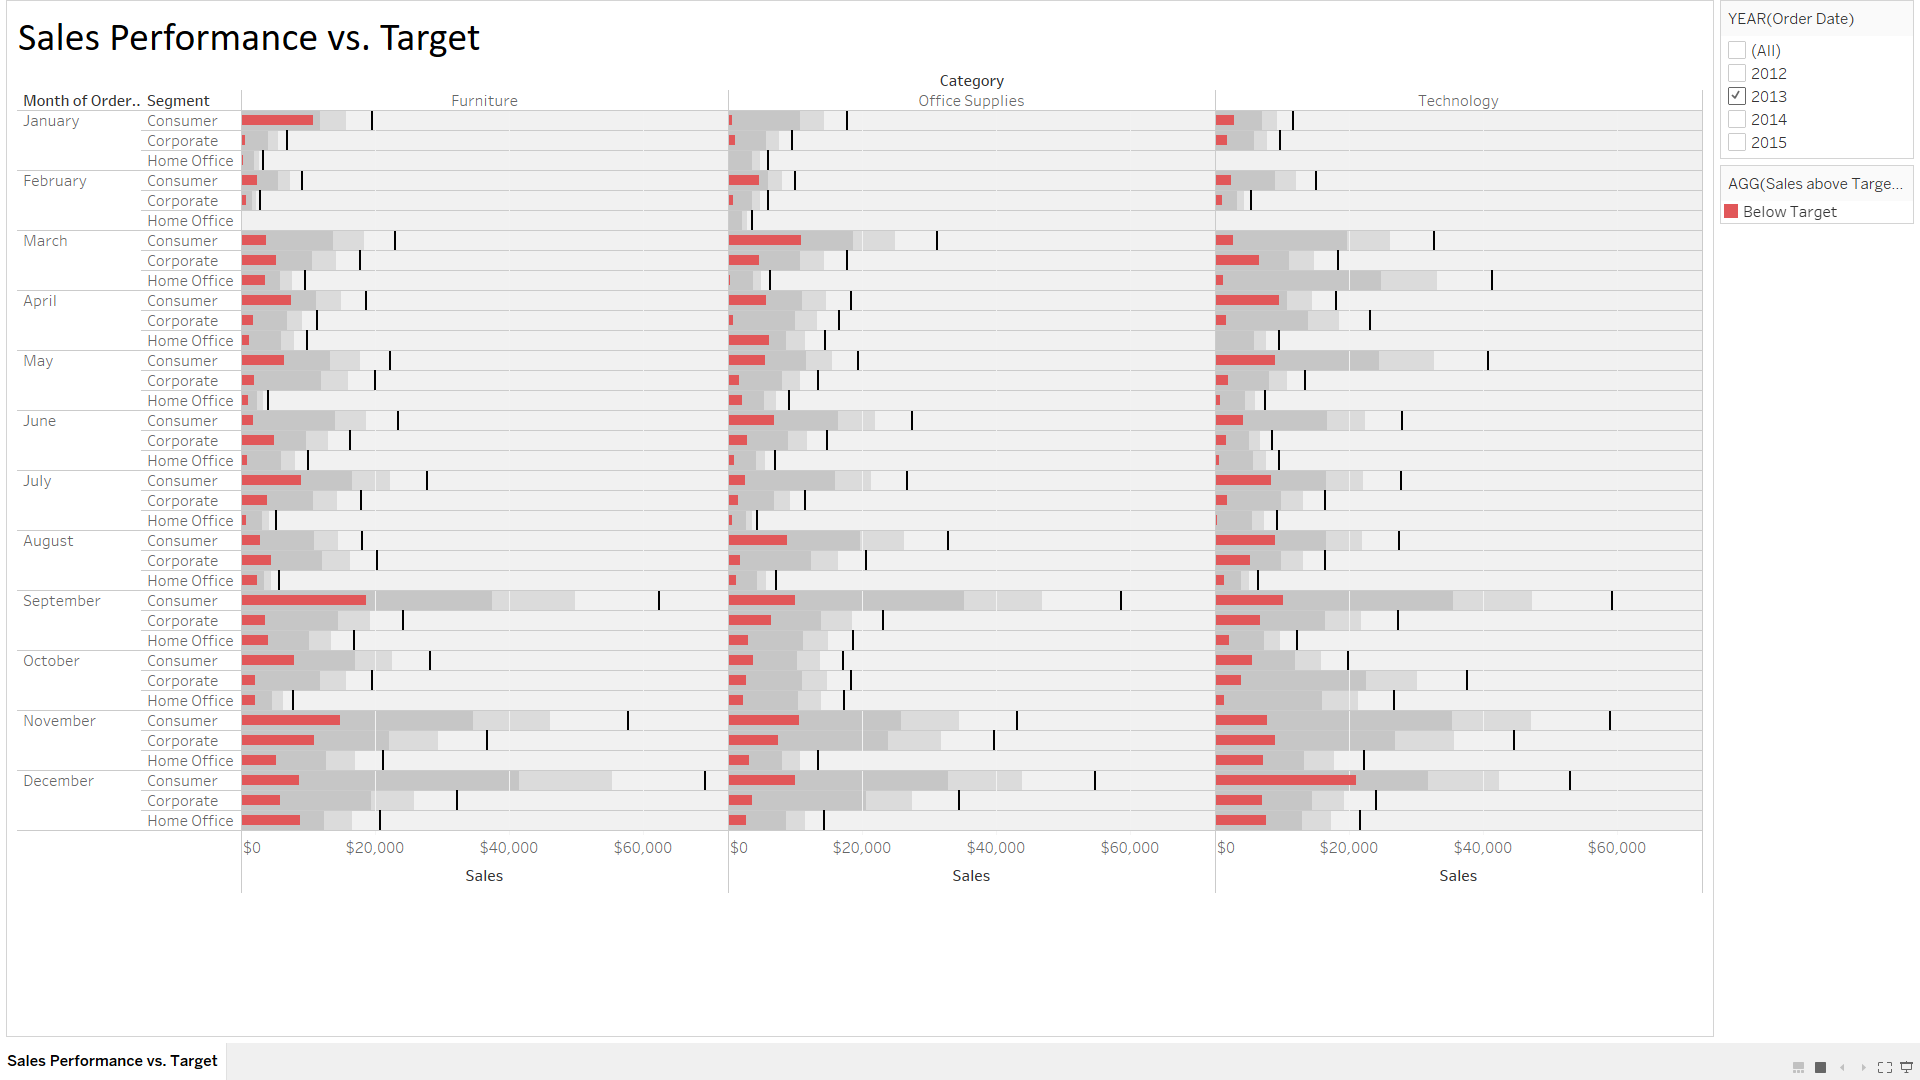 Sales Performance vs. Target
YEAR(Order Date)
(All)
2012
2013
2014
2015
AGG(Sales above Targe...
Below Target
Category
Month of Order.. Segment Furniture Office Supplies Technology
January Consumer
Corporate
Home Office
February Consumer
Corporate
Home Office
March Consumer
Corporate
Home Office
April Consumer
Corporate
Home Office
May Consumer
Corporate
Home Office
June Consumer
Corporate
Home Office
July Consumer
Corporate
Home Office
August Consumer
Corporate
Home Office
September Consumer
Corporate
Home Office
October Consumer
Corporate
Home Office
November Consumer
Corporate
Home Office
December Consumer
Corporate
Home Office
$0 $20,000 $40,000 $60,000 $0 $20,000 $40,000 $60,000 $0 $20,000 $40,000 $60,000
Sales Sales Sales
Sales Performance vs. Target